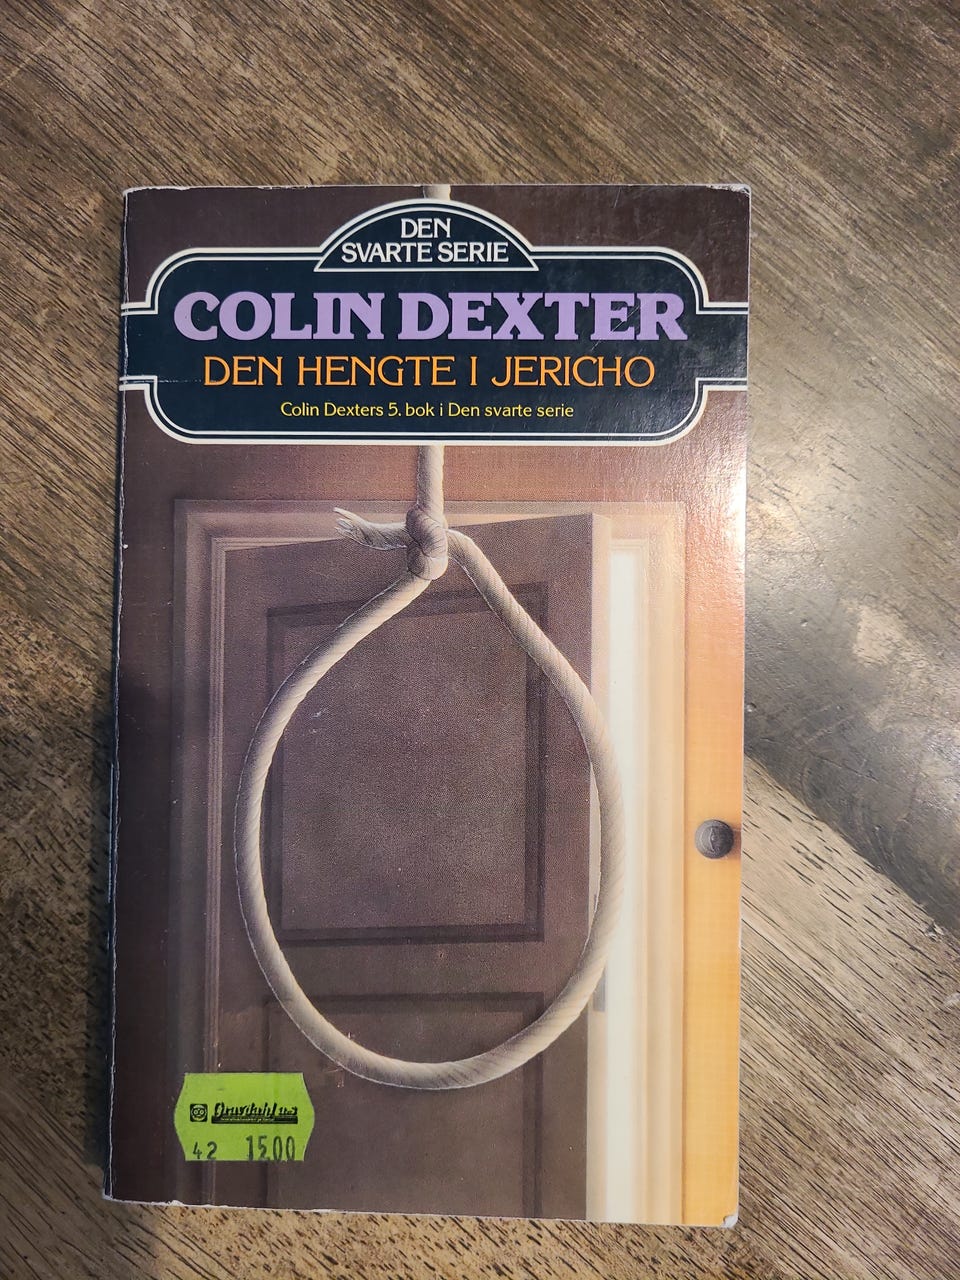 DEN
SVARTE SERIE
COLIN DEXTER
DEN HENGTE I JERICHO
Colin Dexters 5. bok i Den svarte serie
42 15.00